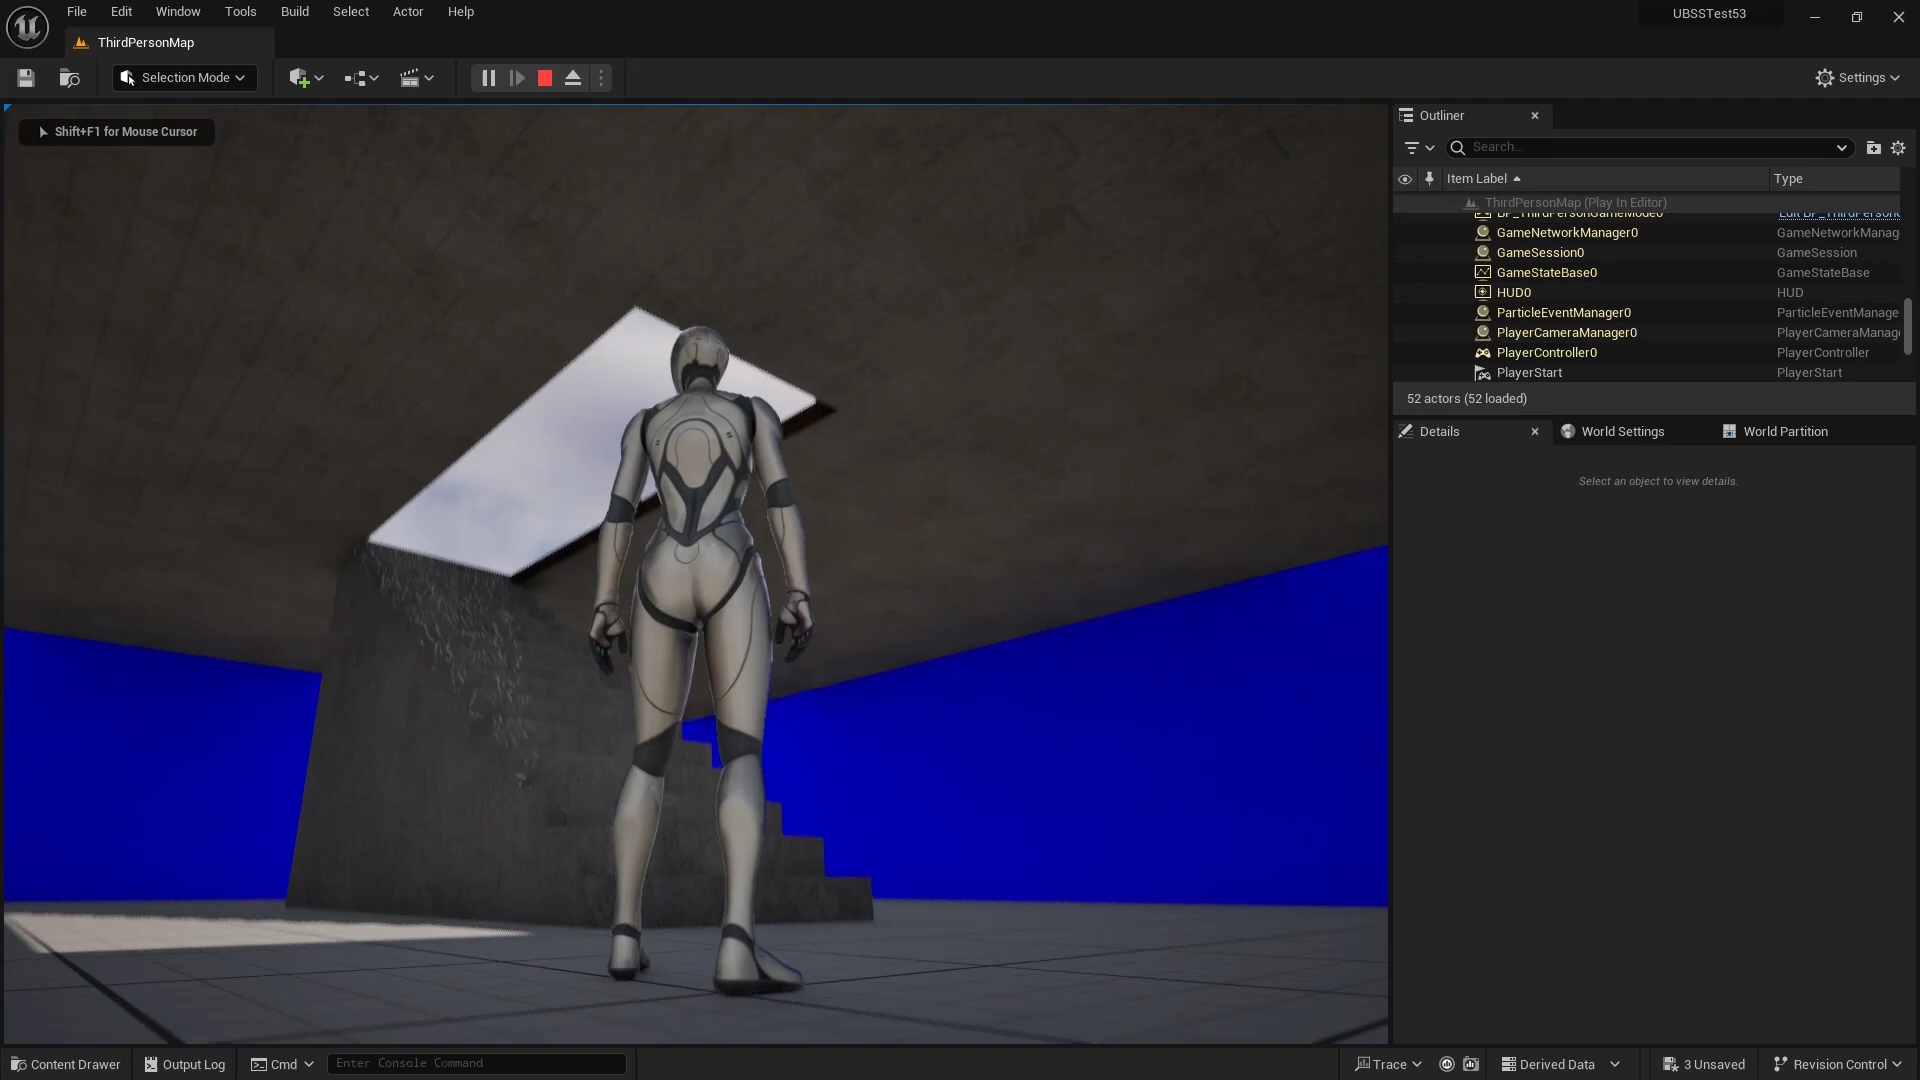 File Edit Window Tools Build Select Actor Help
UBSSTest53
ThirdPersonMap
Selection Mode
Settings
Shift+F1 for Mouse Cursor
Outliner
Search...
Item Label Type
ThirdPersonMap (Play In Editor)
BP_ThirdPersonGameMode0 Edit BP_ThirdPerson
GameNetworkManager0 GameNetworkManag
GameSession0 GameSession
GameStateBase0 GameStateBase
HUD0 HUD
ParticleEventManager0 ParticleEventManage
PlayerCameraManager0 PlayerCameraManag
PlayerController0 PlayerController
PlayerStart PlayerStart
52 actors (52 loaded)
Details World Settings World Partition
Select an object to view details.
Content Drawer Output Log Cmd Enter Console Command Trace Derived Data 3 Unsaved Revision Control